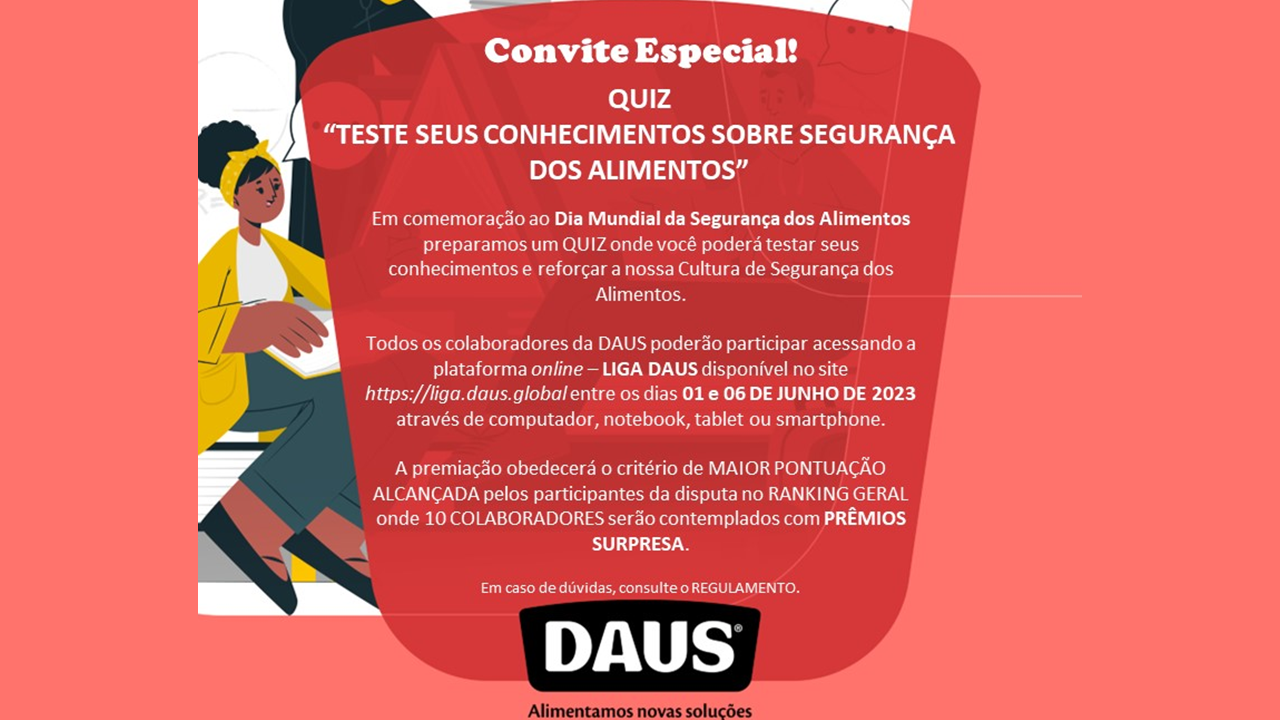 Convite Especial!
QUIZ
“TESTE SEUS CONHECIMENTOS SOBRE SEGURANÇA
DOS ALIMENTOS”
Em comemoração ao Dia Mundial da Segurança dos Alimentos
preparamos um QUIZ onde você poderá testar seus
conhecimentos e reforçar a nossa Cultura de Segurança dos
Alimentos.
Todos os colaboradores da DAUS poderão participar acessando a
plataforma online – LIGA DAUS disponível no site
https://liga.daus.global entre os dias 01 e 06 DE JUNHO DE 2023
através de computador, notebook, tablet ou smartphone.
A premiação obedecerá o critério de MAIOR PONTUAÇÃO
ALCANÇADA pelos participantes da disputa no RANKING GERAL
onde 10 COLABORADORES serão contemplados com PRÊMIOS
SURPRESA.
Em caso de dúvidas, consulte o REGULAMENTO.
DAUS®
Alimentamos novas soluções